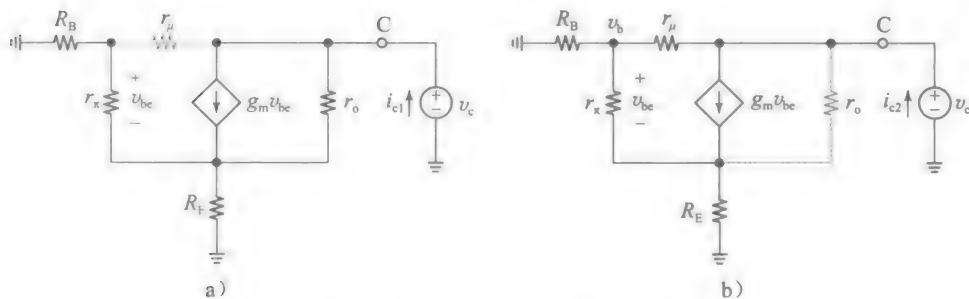 R_B r_μ C
r_π + v_be − g_m v_be r_o i_c1 + − v_c
R_E
a)
R_B v_b r_μ C
r_π + v_be − g_m v_be r_o i_c2 + − v_c
R_E
b)